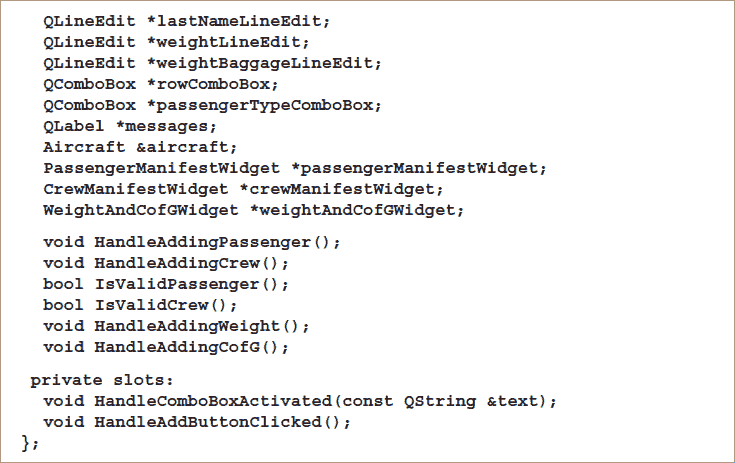 QLineEdit *lastNameLineEdit;
QLineEdit *weightLineEdit;
QLineEdit *weightBaggageLineEdit;
QComboBox *rowComboBox;
QComboBox *passengerTypeComboBox;
QLabel *messages;
Aircraft &aircraft;
PassengerManifestWidget *passengerManifestWidget;
CrewManifestWidget *crewManifestWidget;
WeightAndCofGWidget *weightAndCofGWidget;
void HandleAddingPassenger();
void HandleAddingCrew();
bool IsValidPassenger();
bool IsValidCrew();
void HandleAddingWeight();
void HandleAddingCofG();
private slots:
void HandleComboBoxActivated(const QString &text);
void HandleAddButtonClicked();
};